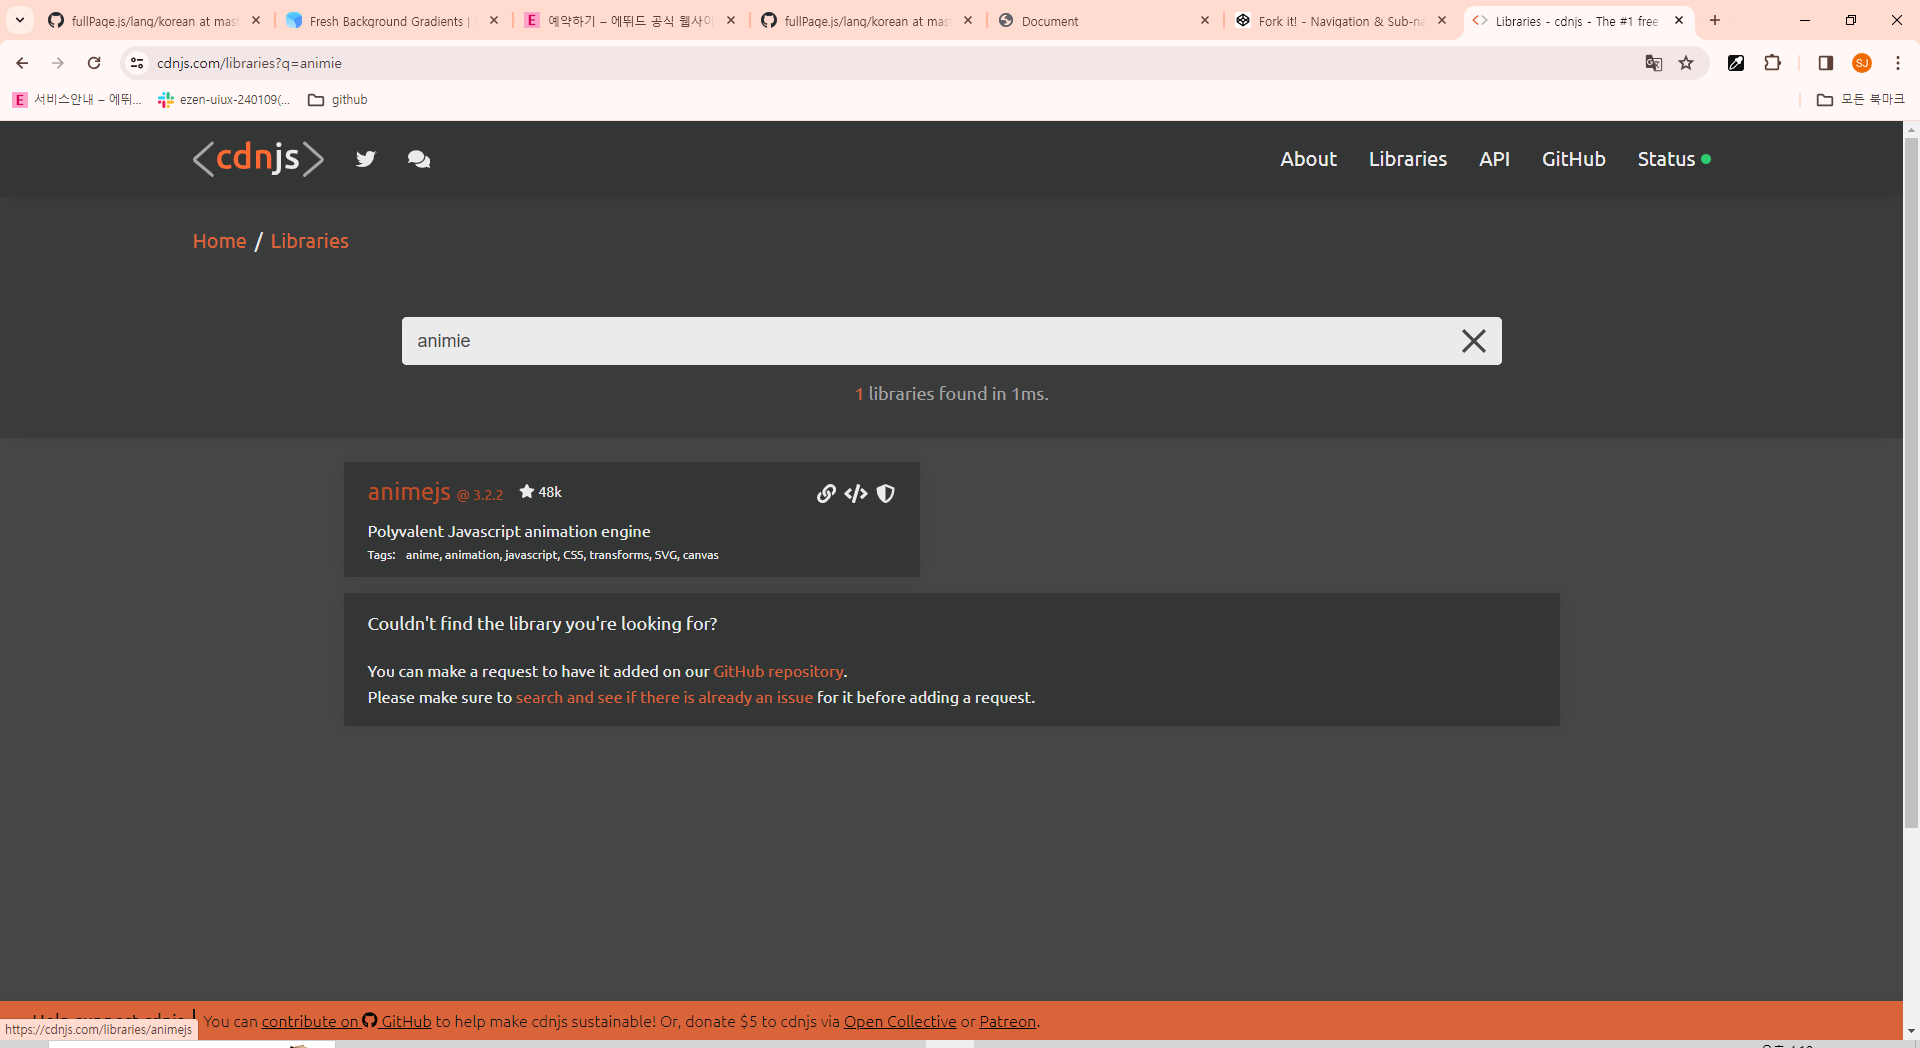 fullPage.js/lang/korean at mas
Fresh Background Gradients |
예약하기 – 에뛰드 공식 웹사이
fullPage.js/lang/korean at mas
Document
Fork it! - Navigation & Sub-na
Libraries - cdnjs - The #1 free
cdnjs.com/libraries?q=animie
SJ
E 서비스안내 – 에뛰...
ezen-uiux-240109(...
github
모든 북마크
<cdnjs>
About
Libraries
API
GitHub
Status
Home / Libraries
animie
1 libraries found in 1ms.
animejs @ 3.2.2 48k
Polyvalent Javascript animation engine
Tags: anime, animation, javascript, CSS, transforms, SVG, canvas
Couldn't find the library you're looking for?
You can make a request to have it added on our GitHub repository.
Please make sure to search and see if there is already an issue for it before adding a request.
You can contribute on GitHub to help make cdnjs sustainable! Or, donate $5 to cdnjs via Open Collective or Patreon.
https://cdnjs.com/libraries/animejs